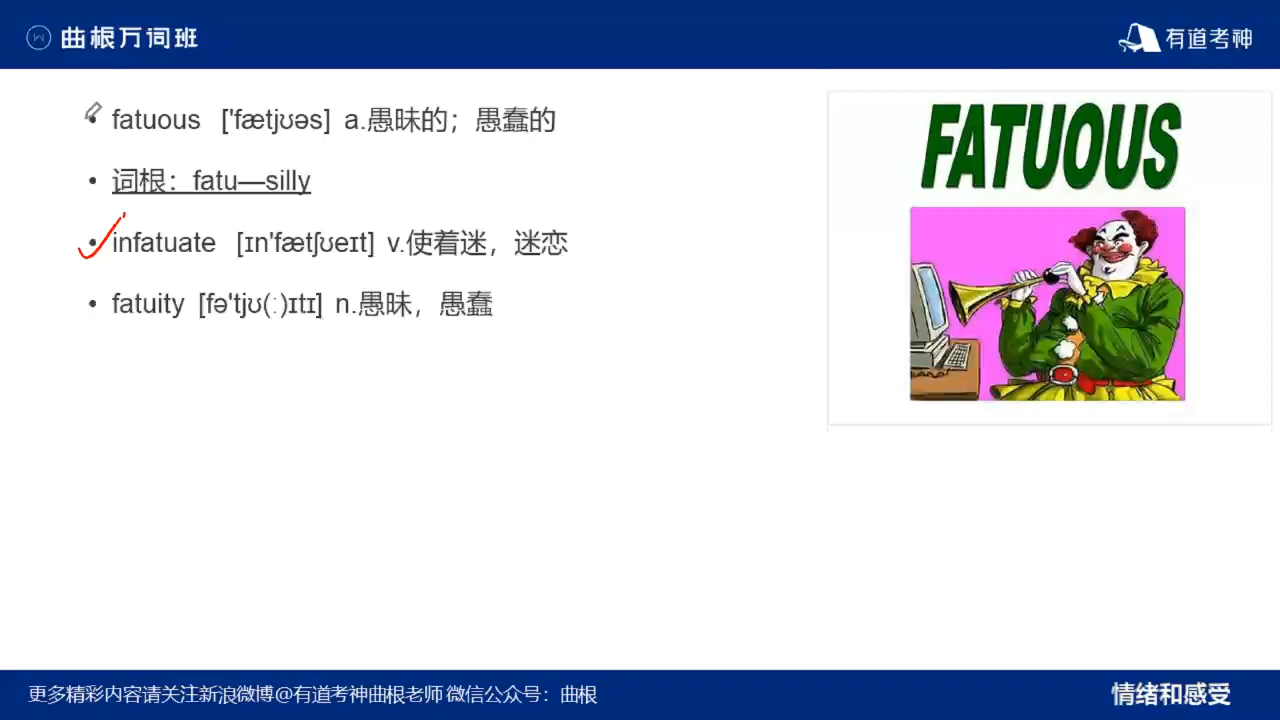 曲根万词班
有道考神
fatuous ['fætjʊəs] a.愚昧的；愚蠢的
词根：fatu—silly
infatuate [ɪn'fætʃʊeɪt] v.使着迷，迷恋
fatuity [fə'tjʊ(ː)ɪtɪ] n.愚昧，愚蠢
FATUOUS
更多精彩内容请关注新浪微博@有道考神曲根老师 微信公众号：曲根
情绪和感受